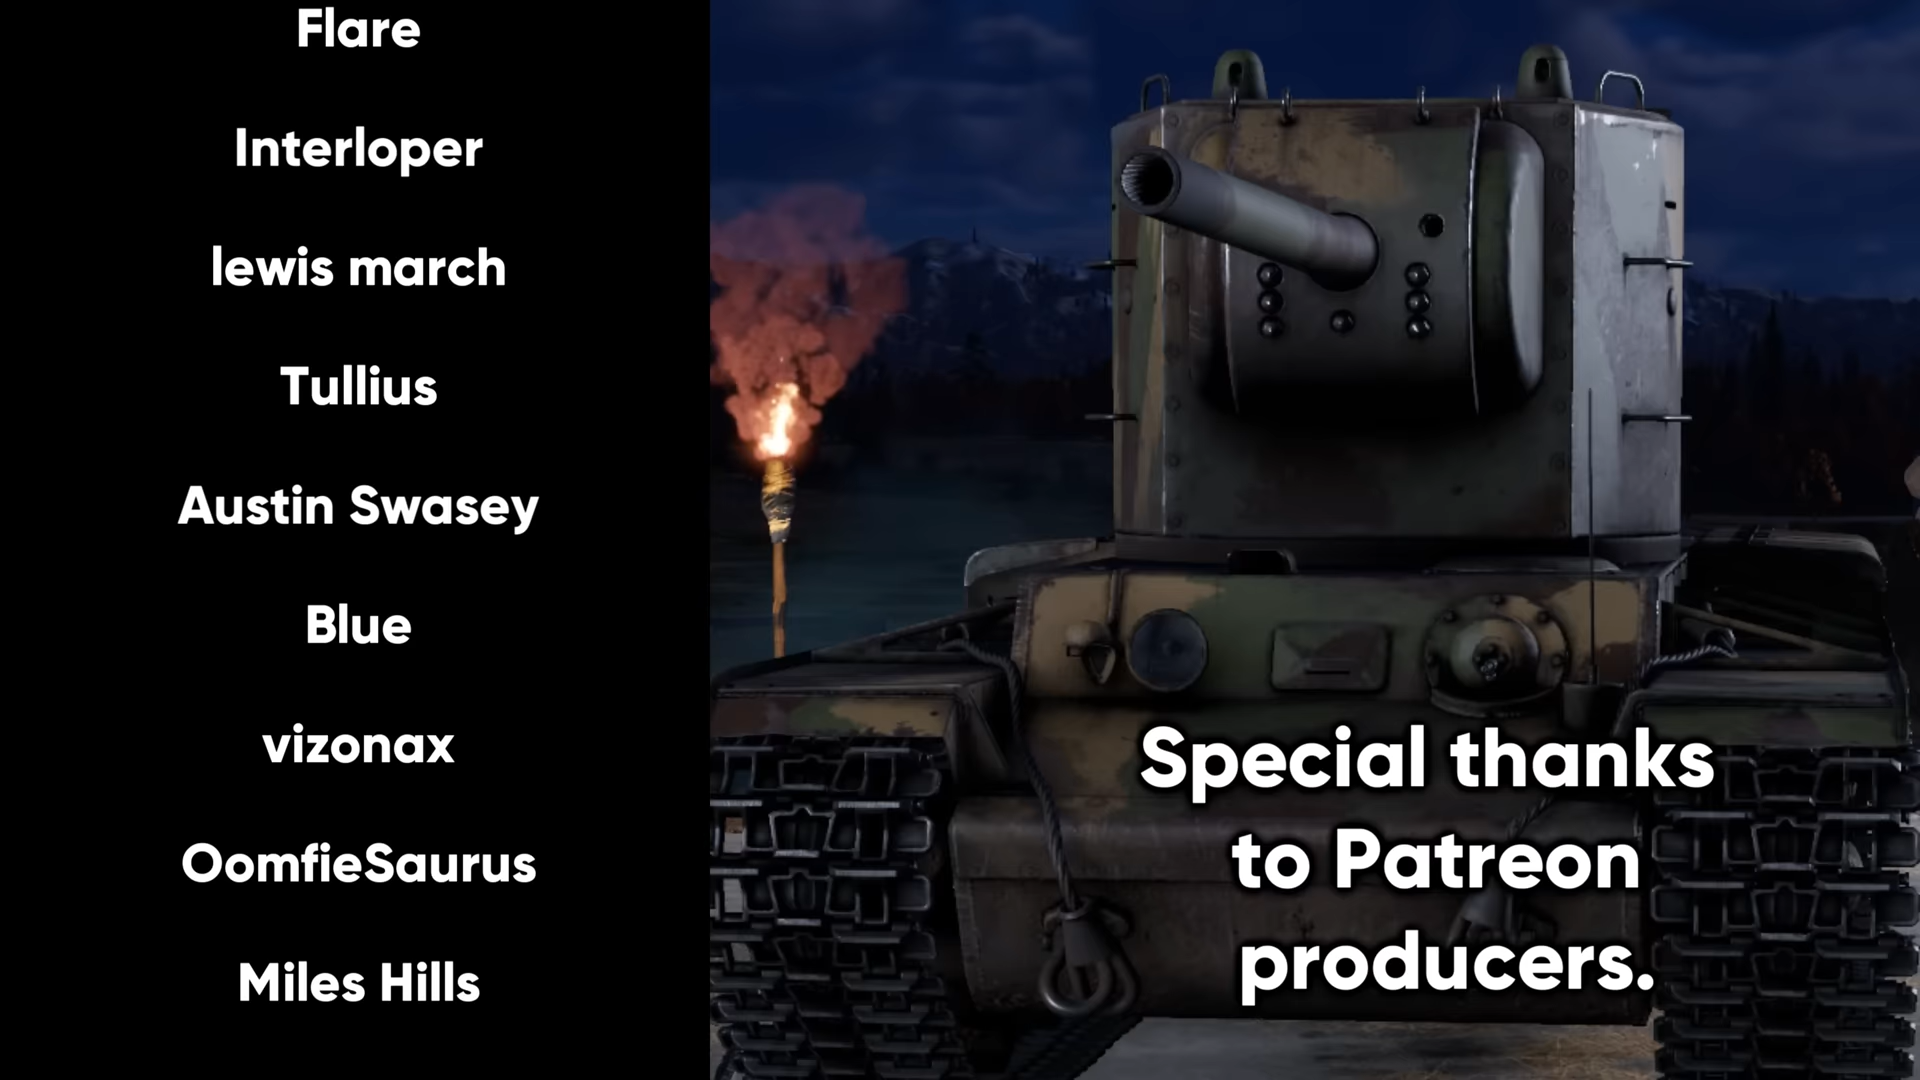 Flare
Interloper
lewis march
Tullius
Austin Swasey
Blue
vizonax
OomfieSaurus
Miles Hills
Special thanks
to Patreon
producers.